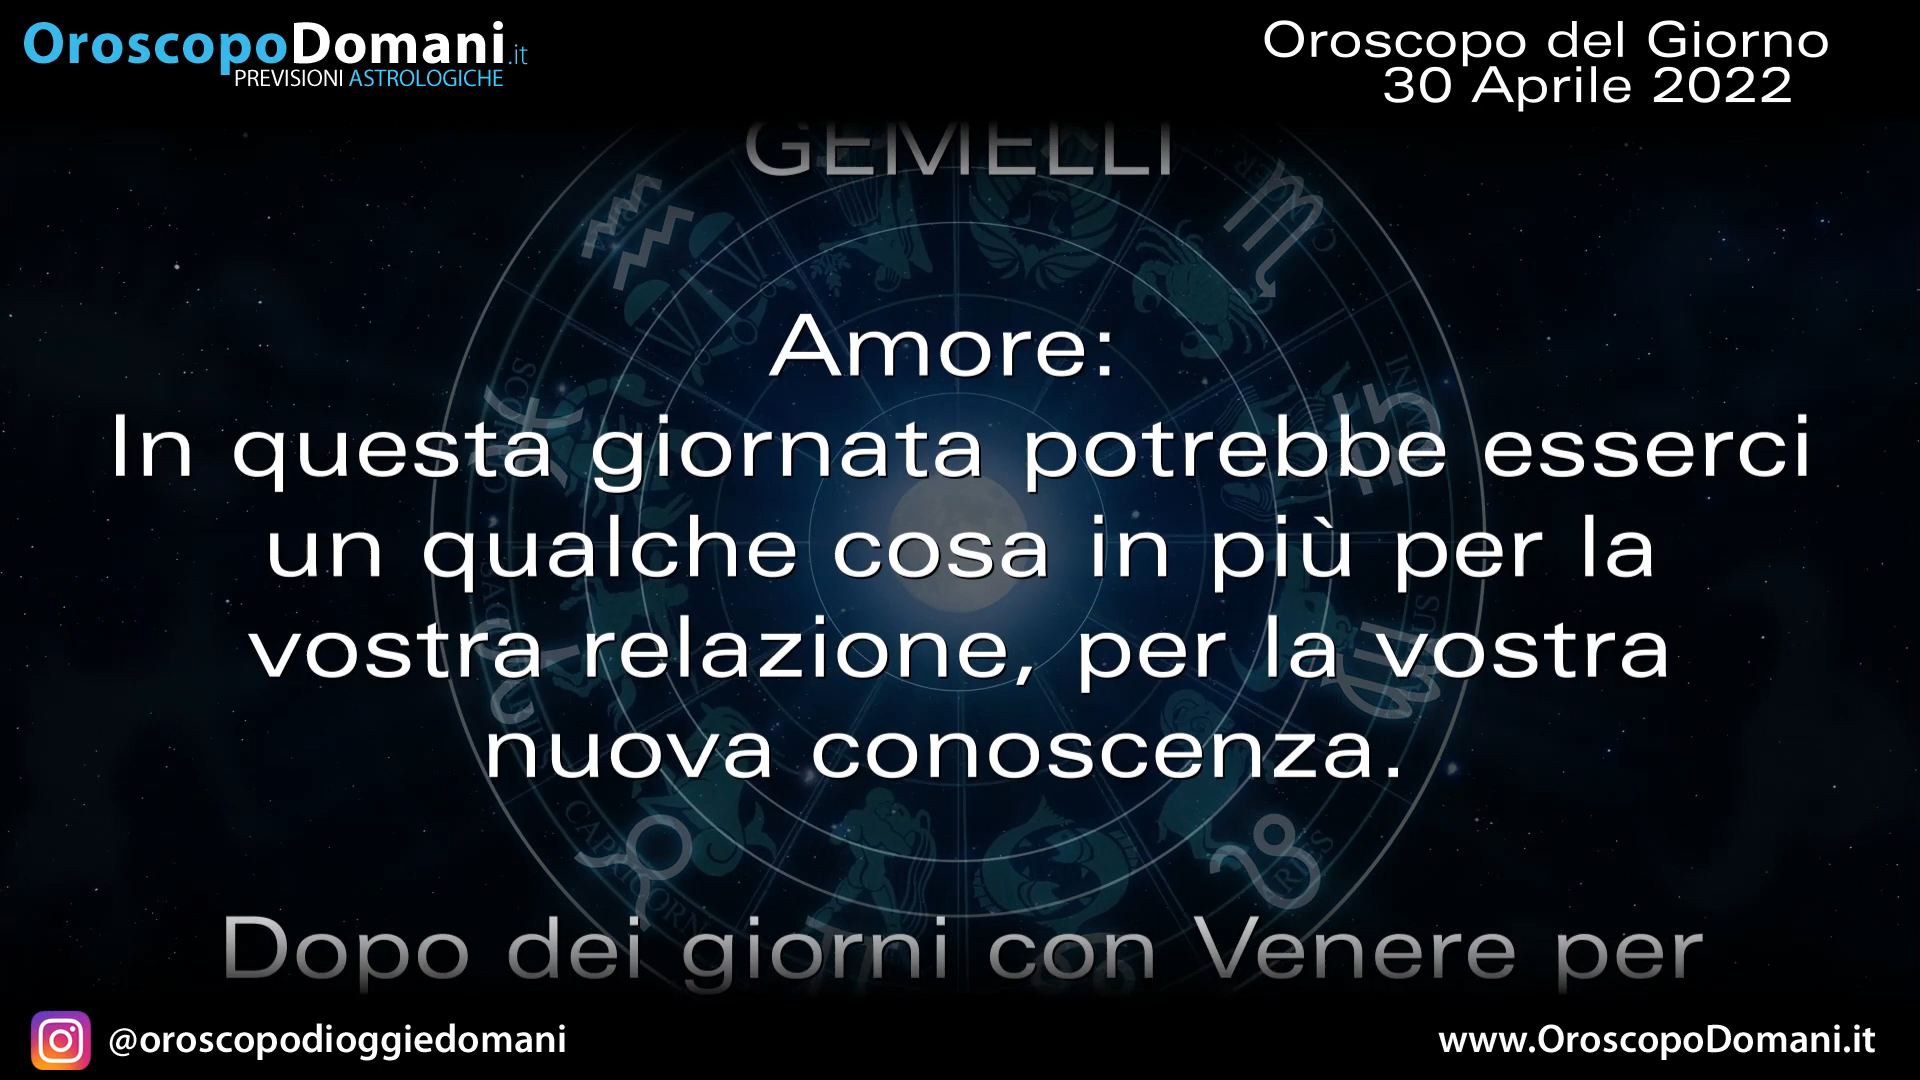 OroscopoDomani.it
PREVISIONI ASTROLOGICHE
Oroscopo del Giorno
30 Aprile 2022
GEMELLI
Amore:
In questa giornata potrebbe esserci
un qualche cosa in più per la
vostra relazione, per la vostra
nuova conoscenza.
Dopo dei giorni con Venere per
@oroscopodioggiedomani
www.OroscopoDomani.it